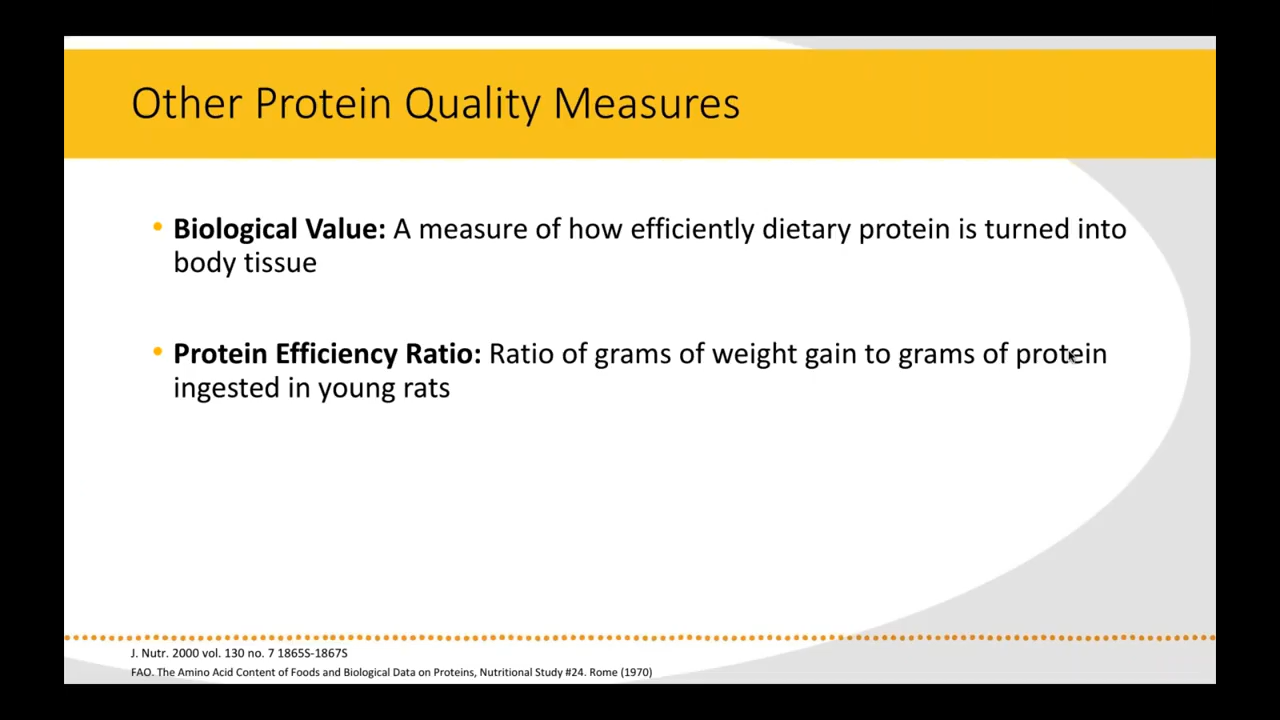 Other Protein Quality Measures
• Biological Value: A measure of how efficiently dietary protein is turned into
body tissue
• Protein Efficiency Ratio: Ratio of grams of weight gain to grams of protein
ingested in young rats
J. Nutr. 2000 vol. 130 no. 7 1865S-1867S
FAO. The Amino Acid Content of Foods and Biological Data on Proteins, Nutritional Study #24. Rome (1970)